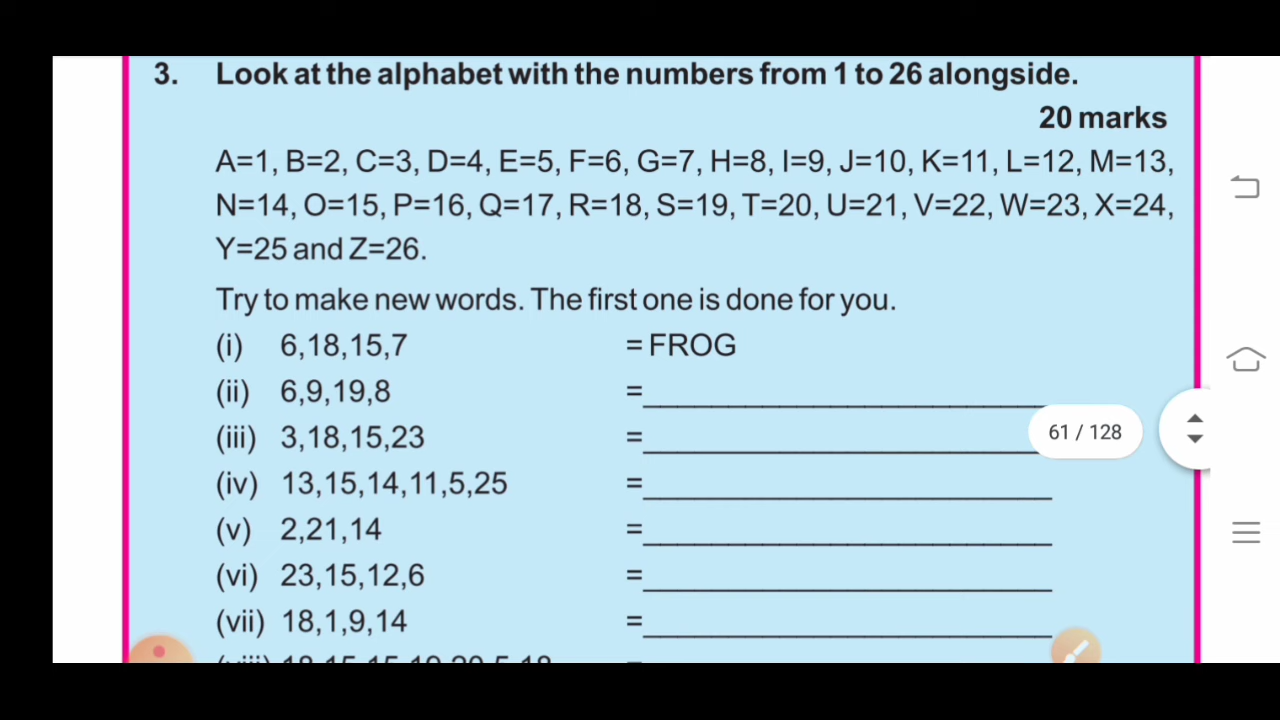 3. Look at the alphabet with the numbers from 1 to 26 alongside.
20 marks
A=1, B=2, C=3, D=4, E=5, F=6, G=7, H=8, I=9, J=10, K=11, L=12, M=13,
N=14, O=15, P=16, Q=17, R=18, S=19, T=20, U=21, V=22, W=23, X=24,
Y=25 and Z=26.
Try to make new words. The first one is done for you.
(i) 6,18,15,7 = FROG
(ii) 6,9,19,8 =
(iii) 3,18,15,23 =
61 / 128
(iv) 13,15,14,11,5,25 =
(v) 2,21,14 =
(vi) 23,15,12,6 =
(vii) 18,1,9,14 =